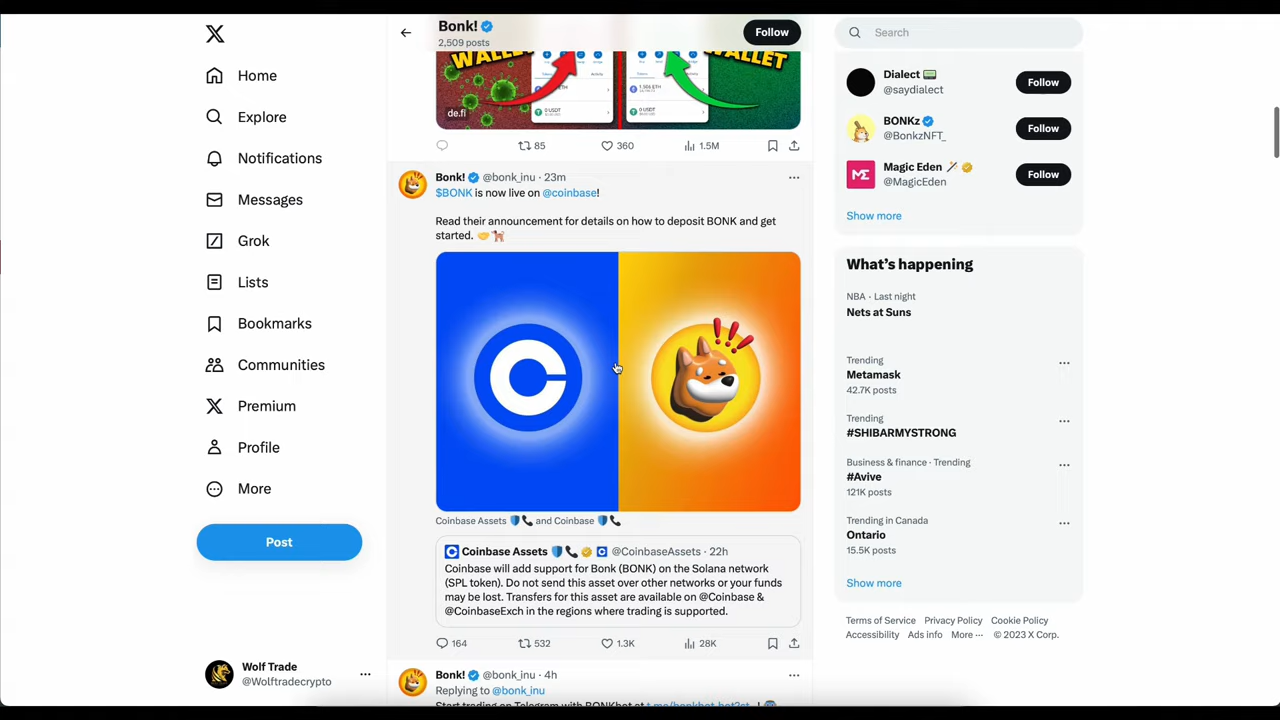 Home
Explore
Notifications
Messages
Grok
Lists
Bookmarks
Communities
Premium
Profile
More
Post
Wolf Trade
@Wolftradecrypto
Bonk!
2,509 posts
Follow
WALLET
WALLET
de.fi
85
360
1.5M
Bonk! @bonk_inu · 23m
$BONK is now live on @coinbase!
Read their announcement for details on how to deposit BONK and get
started. 🤝🐕
Coinbase Assets 🛡️📞 and Coinbase 🛡️📞
Coinbase Assets 🛡️📞 @CoinbaseAssets · 22h
Coinbase will add support for Bonk (BONK) on the Solana network
(SPL token). Do not send this asset over other networks or your funds
may be lost. Transfers for this asset are available on @Coinbase &
@CoinbaseExch in the regions where trading is supported.
164
532
1.3K
28K
Bonk! @bonk_inu · 4h
Replying to @bonk_inu
Start trading on Telegram with BONKbot at
Search
Dialect 📟
@saydialect
Follow
BONKz
@BonkzNFT_
Follow
Magic Eden 🪄
@MagicEden
Follow
Show more
What's happening
NBA · Last night
Nets at Suns
Trending
Metamask
42.7K posts
Trending
#SHIBARMYSTRONG
Business & finance · Trending
#Avive
121K posts
Trending in Canada
Ontario
15.5K posts
Show more
Terms of Service Privacy Policy Cookie Policy
Accessibility Ads info More ··· © 2023 X Corp.